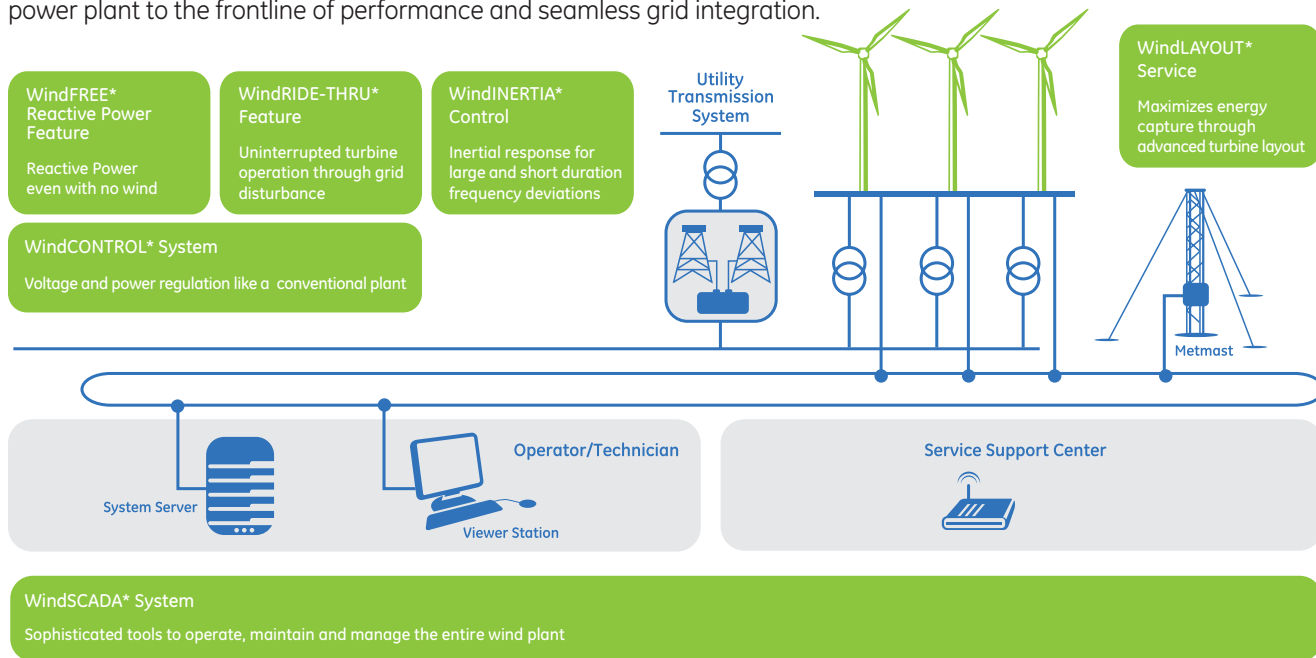 power plant to the frontline of performance and seamless grid integration.
WindFREE*
Reactive Power
Feature
Reactive Power
even with no wind
WindRIDE-THRU*
Feature
Uninterrupted turbine
operation through grid
disturbance
WindINERTIA*
Control
Inertial response for
large and short duration
frequency deviations
Utility
Transmission
System
WindLAYOUT*
Service
Maximizes energy
capture through
advanced turbine layout
WindCONTROL* System
Voltage and power regulation like a conventional plant
Metmast
System Server
Operator/Technician
Viewer Station
Service Support Center
WindSCADA* System
Sophisticated tools to operate, maintain and manage the entire wind plant